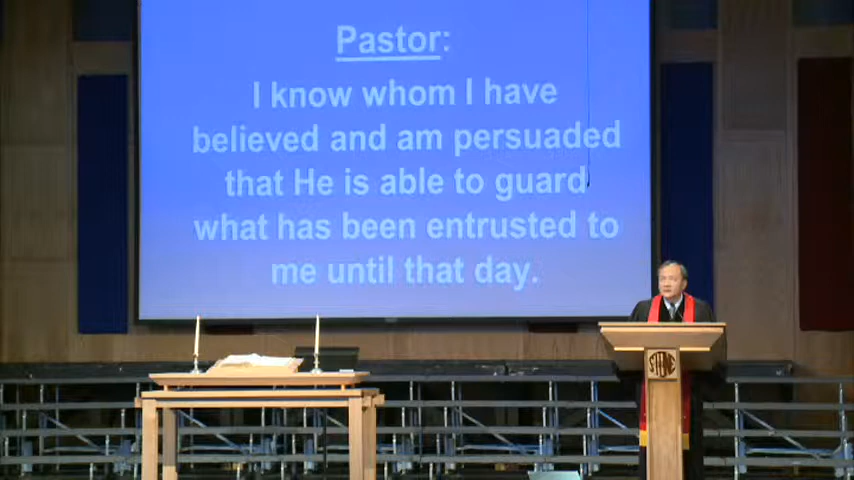 Pastor:
I know whom I have
believed and am persuaded
that He is able to guard
what has been entrusted to
me until that day.